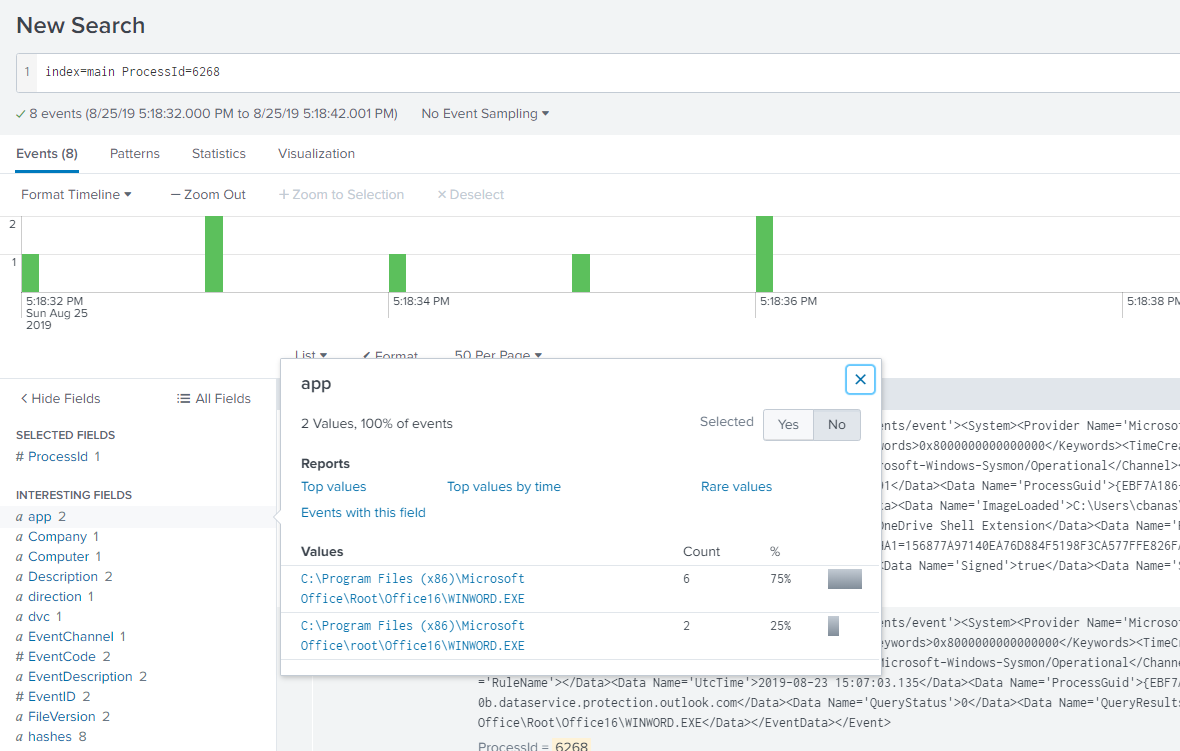 New Search
1 index=main ProcessId=6268
✓ 8 events (8/25/19 5:18:32.000 PM to 8/25/19 5:18:42.001 PM) No Event Sampling
Events (8) Patterns Statistics Visualization
Format Timeline — Zoom Out + Zoom to Selection × Deselect
2
1
5:18:32 PM 5:18:34 PM 5:18:36 PM 5:18:38 PM
Sun Aug 25
2019
List Format 50 Per Page
Hide Fields All Fields
SELECTED FIELDS
# ProcessId 1
INTERESTING FIELDS
a app 2
a Company 1
a Computer 1
a Description 2
a direction 1
a dvc 1
a EventChannel 1
# EventCode 2
a EventDescription 2
# EventID 2
a FileVersion 2
a hashes 8
app
2 Values, 100% of events Selected Yes No
Reports
Top values Top values by time Rare values
Events with this field
Values Count %
C:\Program Files (x86)\Microsoft 6 75%
Office\Root\Office16\WINWORD.EXE
C:\Program Files (x86)\Microsoft 2 25%
Office\root\Office16\WINWORD.EXE
nts/event'><System><Provider Name='Microsof
ords>0x8000000000000000</Keywords><TimeCrea
osoft-Windows-Sysmon/Operational</Channel><
1</Data><Data Name='ProcessGuid'>{EBF7A186-
a><Data Name='ImageLoaded'>C:\Users\cbanas\
OneDrive Shell Extension</Data><Data Name='
A1=156877A97140EA76D884F5198F3CA577FFE826F
Data Name='Signed'>true</Data><Data Name='S
nts/event'><System><Provider Name='Microsof
ywords>0x8000000000000000</Keywords><TimeCr
icrosoft-Windows-Sysmon/Operational</Channe
='RuleName'></Data><Data Name='UtcTime'>2019-08-23 15:07:03.135</Data><Data Name='ProcessGuid'>{EBF7
0b.dataservice.protection.outlook.com</Data><Data Name='QueryStatus'>0</Data><Data Name='QueryResults
Office\Root\Office16\WINWORD.EXE</Data></EventData></Event>
ProcessId = 6268